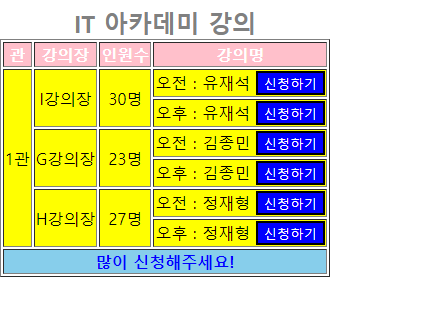 IT 아카데미 강의
관 강의장 인원수 강의명
1관 I강의장 30명 오전 : 유재석 신청하기
오후 : 유재석 신청하기
G강의장 23명 오전 : 김종민 신청하기
오후 : 김종민 신청하기
H강의장 27명 오전 : 정재형 신청하기
오후 : 정재형 신청하기
많이 신청해주세요!